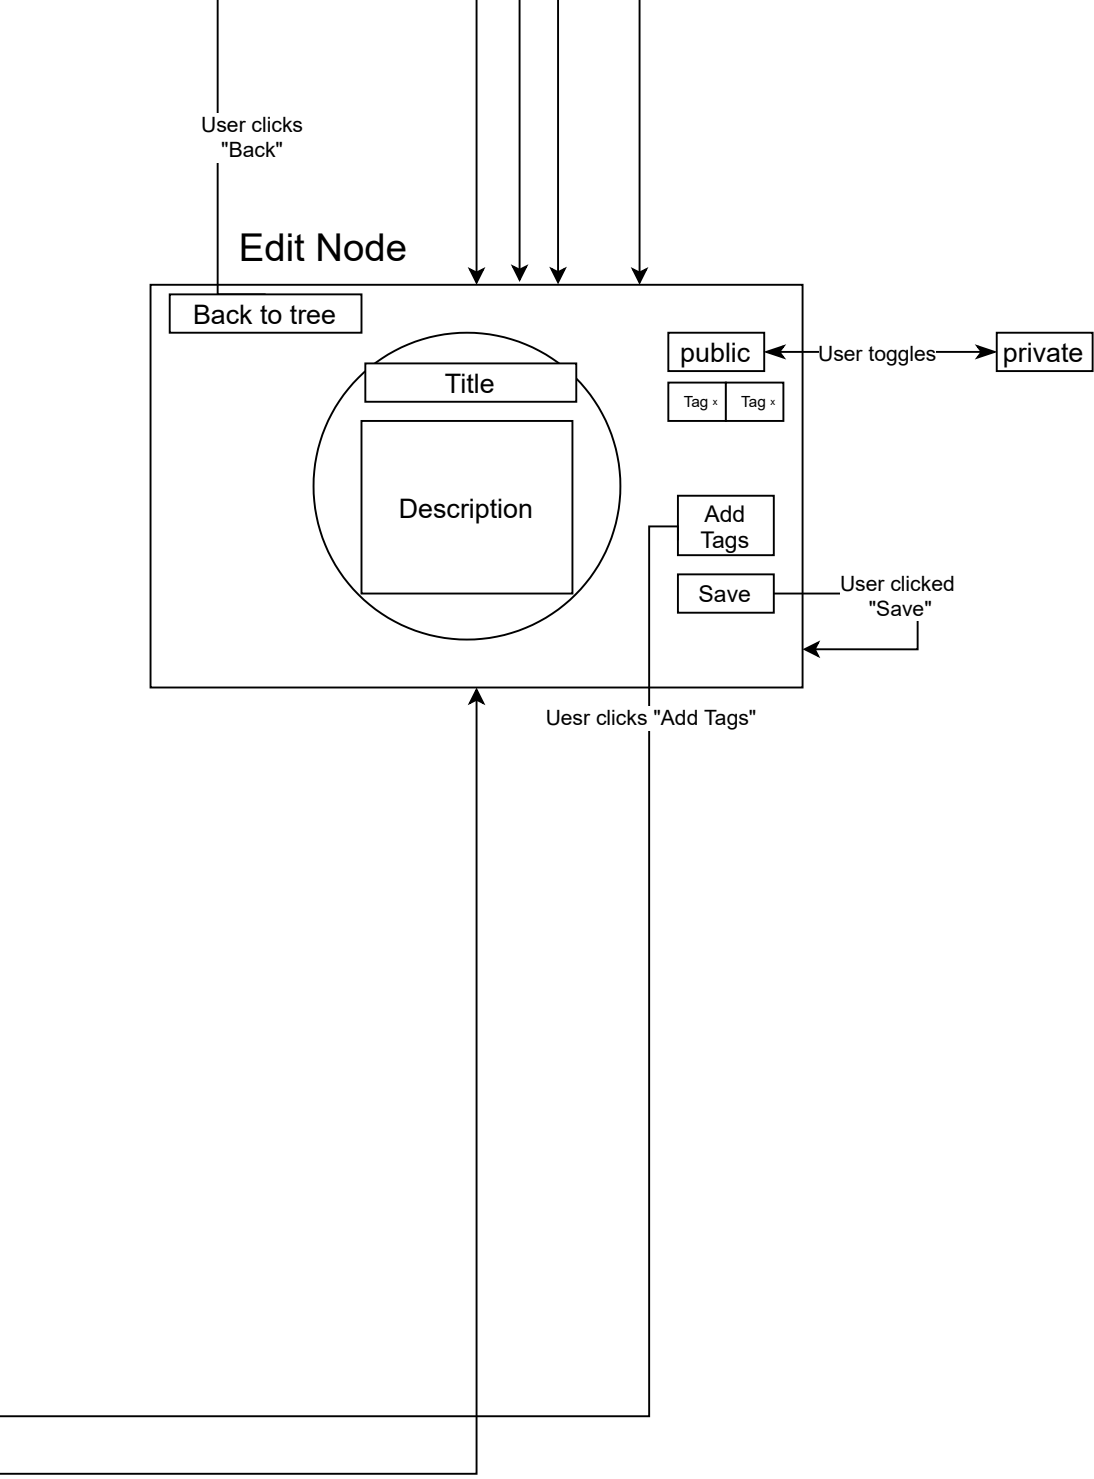 User clicks
"Back"
Edit Node
Back to tree
Title
Description
public
User toggles
private
Tag x
Tag x
Add
Tags
Save
User clicked
"Save"
Uesr clicks "Add Tags"